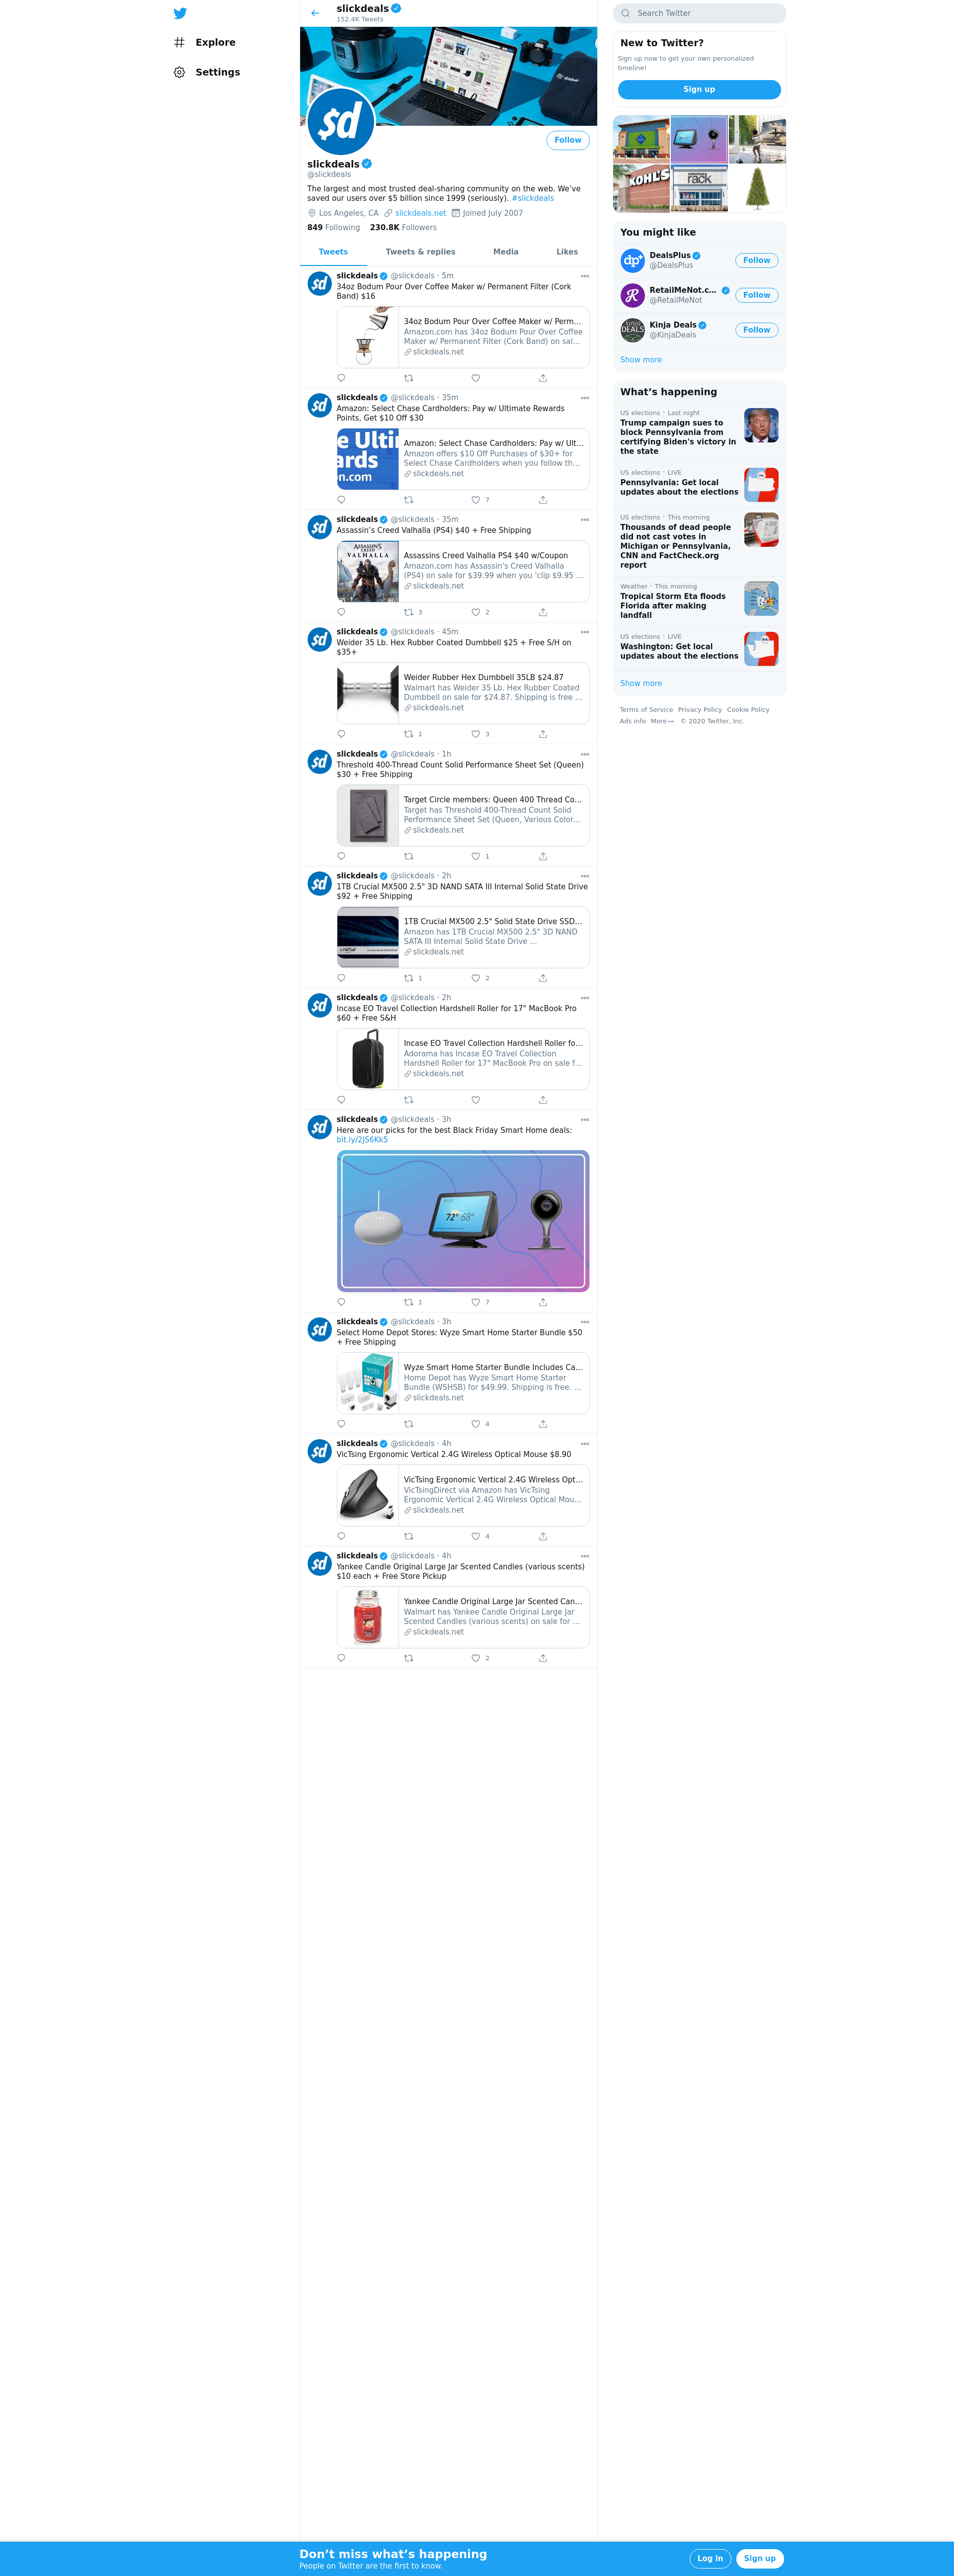 slickdeals
152.4K Tweets
Explore
Settings
$d
Follow
slickdeals
@slickdeals
The largest and most trusted deal-sharing community on the web. We've
saved our users over $5 billion since 1999 (seriously). #slickdeals
Los Angeles, CA slickdeals.net Joined July 2007
849 Following 230.8K Followers
Tweets Tweets & replies Media Likes
slickdeals @slickdeals · 5m
34oz Bodum Pour Over Coffee Maker w/ Permanent Filter (Cork
Band) $16
34oz Bodum Pour Over Coffee Maker w/ Perm...
Amazon.com has 34oz Bodum Pour Over Coffee
Maker w/ Permanent Filter (Cork Band) on sal...
slickdeals.net
slickdeals @slickdeals · 35m
Amazon: Select Chase Cardholders: Pay w/ Ultimate Rewards
Points, Get $10 Off $30
Amazon: Select Chase Cardholders: Pay w/ Ult...
Amazon offers $10 Off Purchases of $30+ for
Select Chase Cardholders when you follow th...
slickdeals.net
7
slickdeals @slickdeals · 35m
Assassin's Creed Valhalla (PS4) $40 + Free Shipping
ASSASSIN'S
CREED
VALHALLA
Assassins Creed Valhalla PS4 $40 w/Coupon
Amazon.com has Assassin's Creed Valhalla
(PS4) on sale for $39.99 when you 'clip $9.95 ...
slickdeals.net
3 2
slickdeals @slickdeals · 45m
Weider 35 Lb. Hex Rubber Coated Dumbbell $25 + Free S/H on
$35+
Weider Rubber Hex Dumbbell 35LB $24.87
Walmart has Weider 35 Lb. Hex Rubber Coated
Dumbbell on sale for $24.87. Shipping is free ...
slickdeals.net
1 3
slickdeals @slickdeals · 1h
Threshold 400-Thread Count Solid Performance Sheet Set (Queen)
$30 + Free Shipping
Target Circle members: Queen 400 Thread Co...
Target has Threshold 400-Thread Count Solid
Performance Sheet Set (Queen, Various Color...
slickdeals.net
1
slickdeals @slickdeals · 2h
1TB Crucial MX500 2.5" 3D NAND SATA III Internal Solid State Drive
$92 + Free Shipping
crucial
1TB Crucial MX500 2.5" Solid State Drive SSD...
Amazon has 1TB Crucial MX500 2.5" 3D NAND
SATA III Internal Solid State Drive ...
slickdeals.net
1 2
slickdeals @slickdeals · 2h
Incase EO Travel Collection Hardshell Roller for 17" MacBook Pro
$60 + Free S&H
Incase EO Travel Collection Hardshell Roller fo...
Adorama has Incase EO Travel Collection
Hardshell Roller for 17" MacBook Pro on sale f...
slickdeals.net
slickdeals @slickdeals · 3h
Here are our picks for the best Black Friday Smart Home deals:
bit.ly/2JS6Kk5
72° 68°
1 7
slickdeals @slickdeals · 3h
Select Home Depot Stores: Wyze Smart Home Starter Bundle $50
+ Free Shipping
Wyze Smart Home Starter Bundle Includes Ca...
Home Depot has Wyze Smart Home Starter
Bundle (WSHSB) for $49.99. Shipping is free. ...
slickdeals.net
4
slickdeals @slickdeals · 4h
VicTsing Ergonomic Vertical 2.4G Wireless Optical Mouse $8.90
VicTsing Ergonomic Vertical 2.4G Wireless Opt...
VicTsingDirect via Amazon has VicTsing
Ergonomic Vertical 2.4G Wireless Optical Mou...
slickdeals.net
4
slickdeals @slickdeals · 4h
Yankee Candle Original Large Jar Scented Candles (various scents)
$10 each + Free Store Pickup
Yankee Candle Original Large Jar Scented Can...
Walmart has Yankee Candle Original Large Jar
Scented Candles (various scents) on sale for ...
slickdeals.net
2
Search Twitter
New to Twitter?
Sign up now to get your own personalized
timeline!
Sign up
KOHL'S
rack
You might like
dp+
DealsPlus
@DealsPlus
Follow
RetailMeNot.c...
@RetailMeNot
Follow
DEALS
Kinja Deals
@KinjaDeals
Follow
Show more
What's happening
US elections · Last night
Trump campaign sues to
block Pennsylvania from
certifying Biden's victory in
the state
US elections · LIVE
Pennsylvania: Get local
updates about the elections
US elections · This morning
Thousands of dead people
did not cast votes in
Michigan or Pennsylvania,
CNN and FactCheck.org
report
Weather · This morning
Tropical Storm Eta floods
Florida after making
landfall
US elections · LIVE
Washington: Get local
updates about the elections
Show more
Terms of Service Privacy Policy Cookie Policy
Ads info More © 2020 Twitter, Inc.
Don't miss what's happening
People on Twitter are the first to know.
Log in Sign up